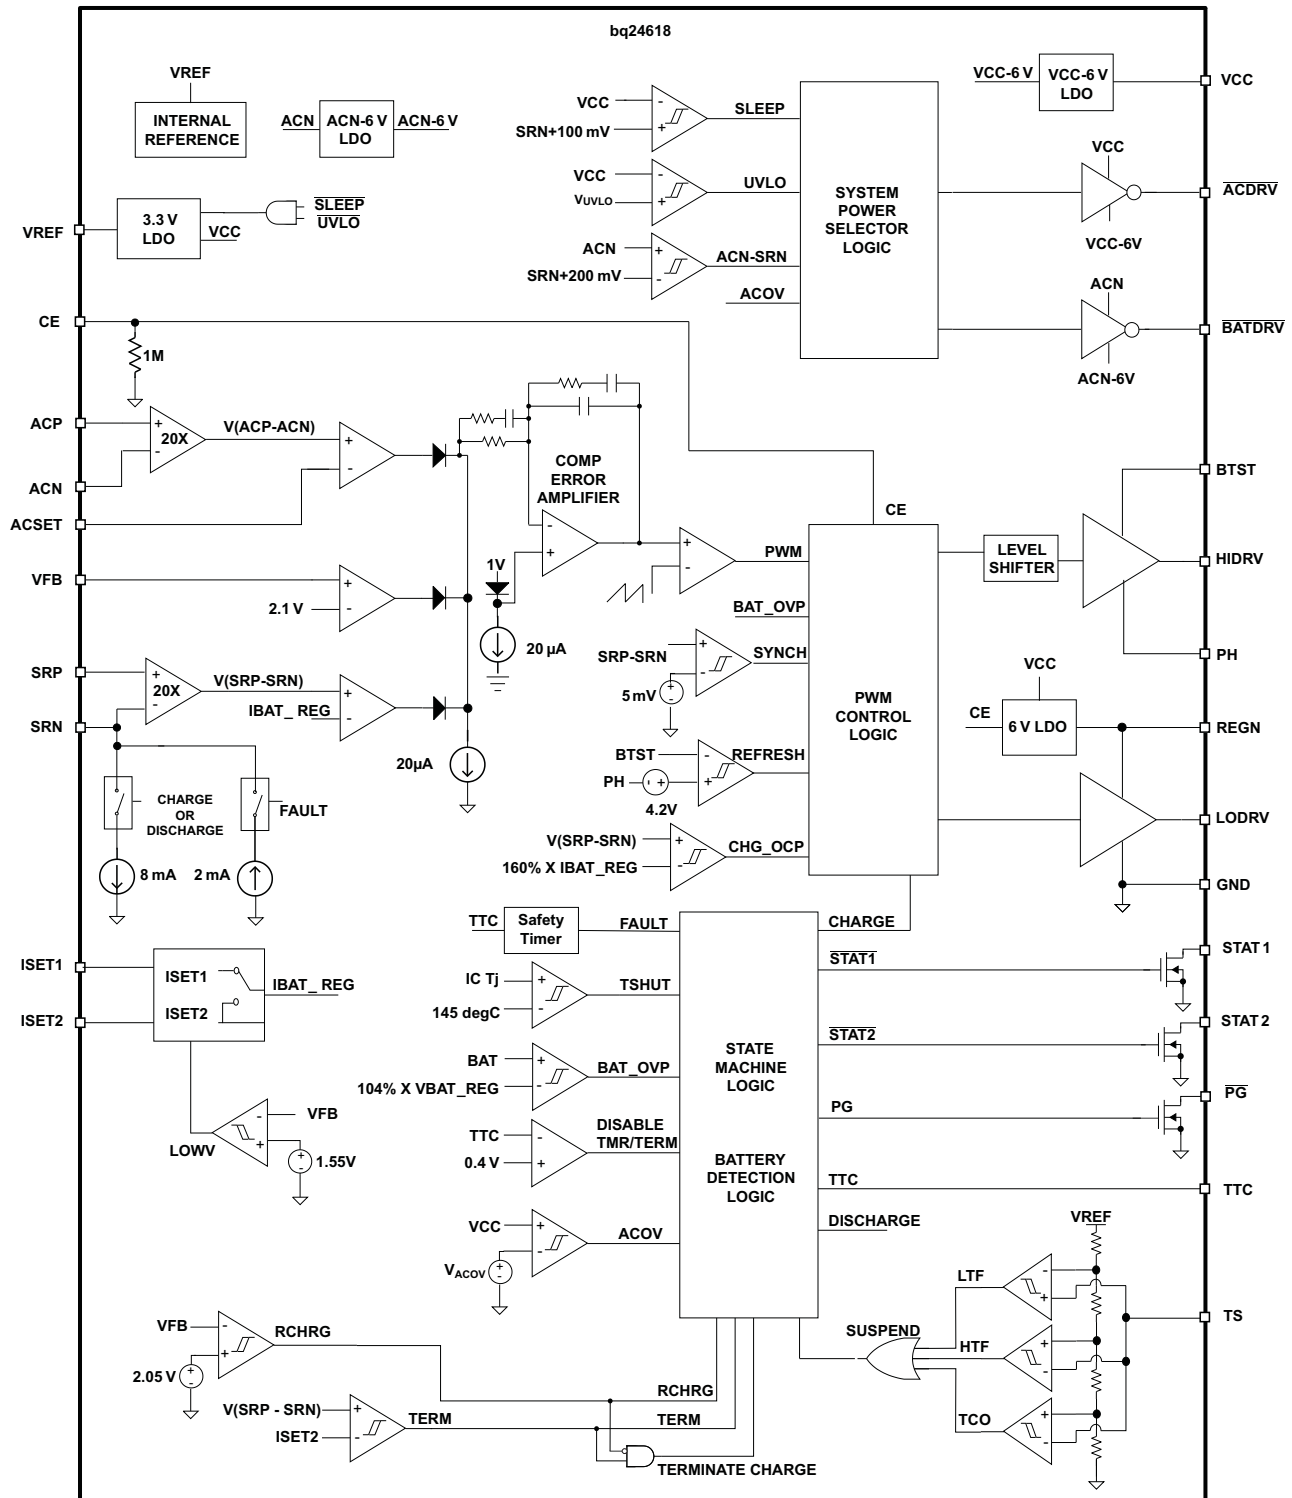 bq24618
VREF
INTERNAL
REFERENCE
ACN
ACN-6 V
LDO
ACN-6 V
VCC
SRN+100 mV
-
+
SLEEP
VCC
VUVLO
-
+
UVLO
ACN
SRN+200 mV
+
-
ACN-SRN
ACOV
SYSTEM
POWER
SELECTOR
LOGIC
VCC-6 V
VCC-6 V
LDO
VCC
VCC
VCC-6V
ACDRV
ACN
ACN-6V
BATDRV
VREF
3.3 V
LDO
VCC
SLEEP
UVLO
CE
1M
ACP
+
-
20X
V(ACP-ACN)
+
-
ACN
ACSET
VFB
2.1 V
+
-
SRP
+
-
20X
V(SRP-SRN)
IBAT_ REG
+
-
SRN
COMP
ERROR
AMPLIFIER
-
+
1V
20 µA
20µA
+
-
PWM
CE
BAT_OVP
SRP-SRN
+
-
SYNCH
5 mV
+
-
BTST
-
+
REFRESH
PH
- +
4.2V
V(SRP-SRN)
160% X IBAT_REG
+
-
CHG_OCP
PWM
CONTROL
LOGIC
LEVEL
SHIFTER
BTST
HIDRV
PH
VCC
CE
6 V LDO
REGN
LODRV
GND
CHARGE
OR
DISCHARGE
FAULT
8 mA
2 mA
TTC
Safety
Timer
FAULT
CHARGE
IC Tj
145 degC
+
-
TSHUT
BAT
104% X VBAT_REG
+
-
BAT_OVP
TTC
0.4 V
-
+
DISABLE
TMR/TERM
VCC
VACOV
+
-
+
-
ACOV
STATE
MACHINE
LOGIC
BATTERY
DETECTION
LOGIC
STAT1
STAT 1
STAT2
STAT 2
PG
PG
TTC
TTC
DISCHARGE
ISET1
ISET2
ISET1
ISET2
IBAT_ REG
LOWV
-
+
VFB
+
-
1.55V
VFB
2.05 V
-
+
+
-
RCHRG
V(SRP - SRN)
ISET2
+
-
TERM
RCHRG
TERM
TERMINATE CHARGE
SUSPEND
VREF
LTF
-
+
HTF
+
-
TCO
+
-
TS